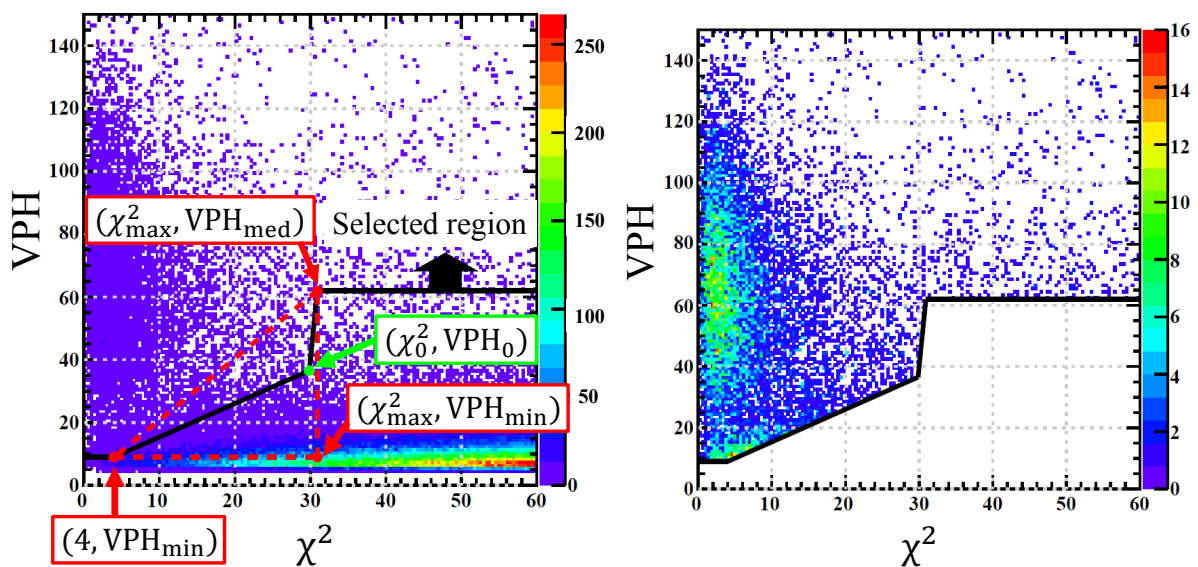 VPH
140
120
100
80
60
40
20
0
0 10 20 30 40 50 60
χ²
250
200
150
100
50
0
(χ²max, VPHmed)
Selected region
(χ²0, VPH0)
(χ²max, VPHmin)
(4, VPHmin)
VPH
140
120
100
80
60
40
20
0
0 10 20 30 40 50 60
χ²
16
14
12
10
8
6
4
2
0